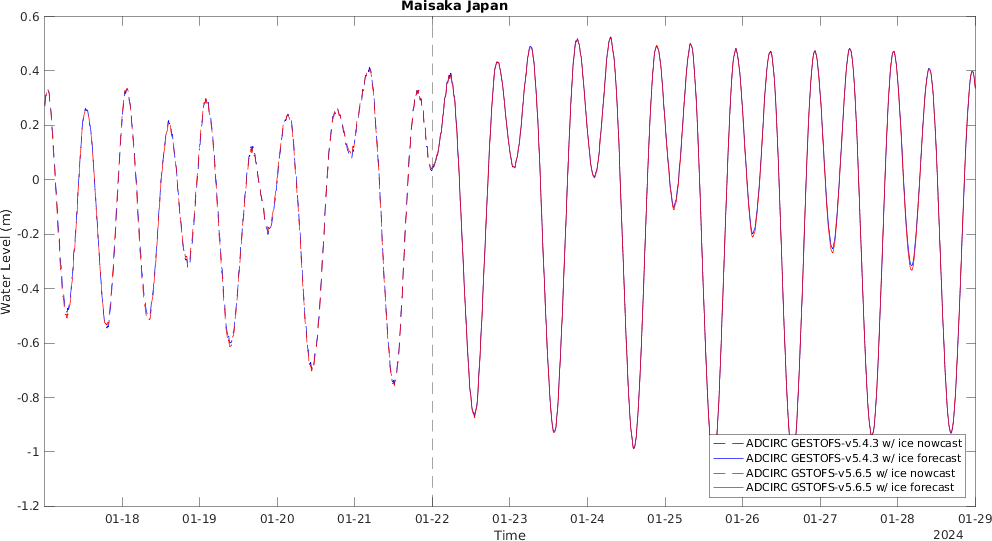 Maisaka Japan
0.6
0.4
0.2
0
-0.2
-0.4
-0.6
-0.8
-1
-1.2
Water Level (m)
ADCIRC GESTOFS-v5.4.3 w/ ice nowcast
ADCIRC GESTOFS-v5.4.3 w/ ice forecast
ADCIRC GSTOFS-v5.6.5 w/ ice nowcast
ADCIRC GSTOFS-v5.6.5 w/ ice forecast
01-18 01-19 01-20 01-21 01-22 01-23 01-24 01-25 01-26 01-27 01-28 01-29
Time
2024